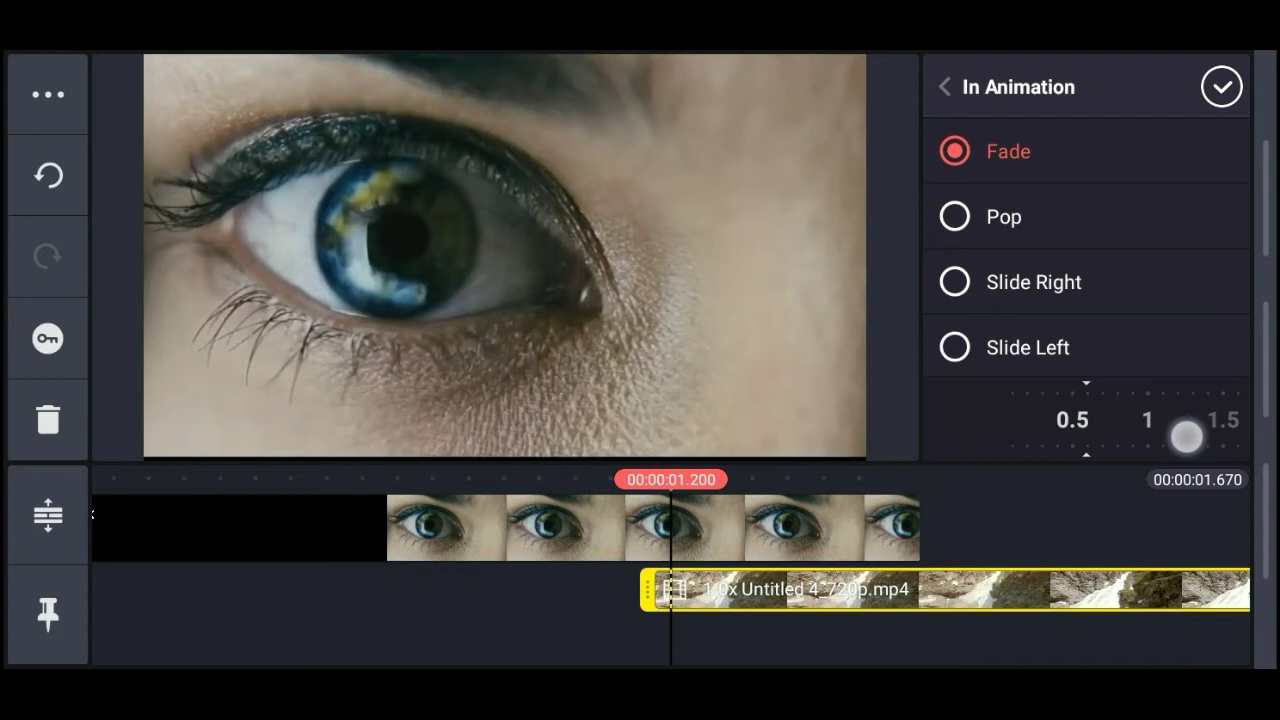 In Animation
Fade
Pop
Slide Right
Slide Left
0.5 1 1.5
00:00:01.200
00:00:01.670
1.0x Untitled 4_720p.mp4